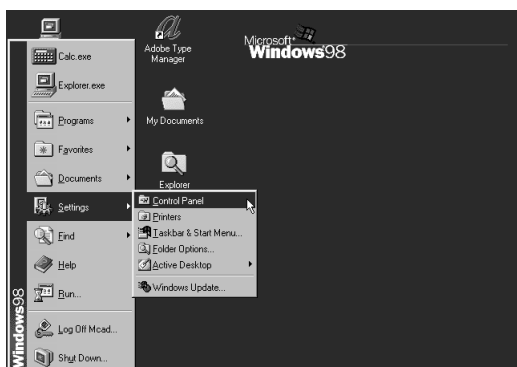 Adobe Type
Manager
Microsoft
Windows98
Calc.exe
Explorer.exe
My Documents
Programs
Favorites
Documents
Explorer
Settings
Control Panel
Printers
Taskbar & Start Menu...
Folder Options...
Active Desktop
Windows Update...
Find
Help
Run...
Log Off Mcad...
Shut Down...
Windows98